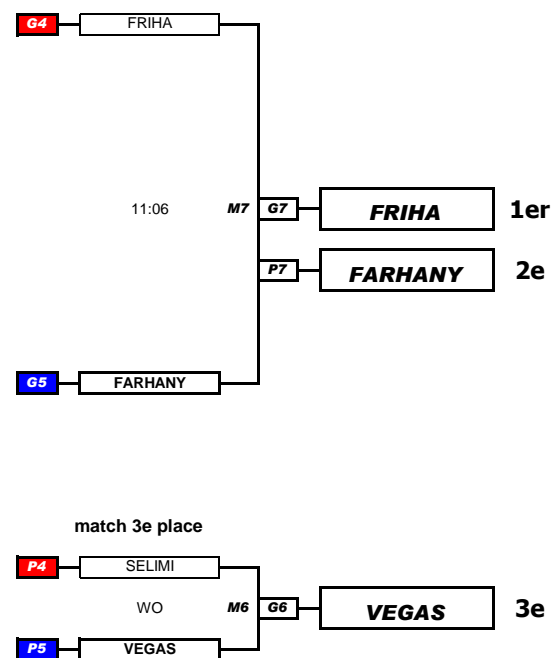 G4 FRIHA
11:06 M7 G7 FRIHA 1er
P7 FARHANY 2e
G5 FARHANY
match 3e place
P4 SELIMI
WO M6 G6 VEGAS 3e
P5 VEGAS